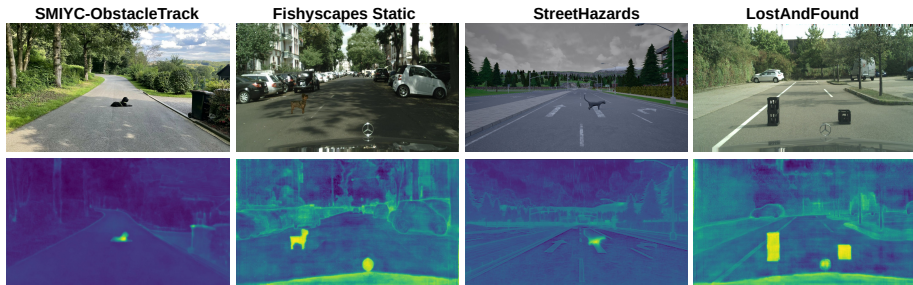 SMIYC-ObstacleTrack
Fishyscapes Static
StreetHazards
LostAndFound